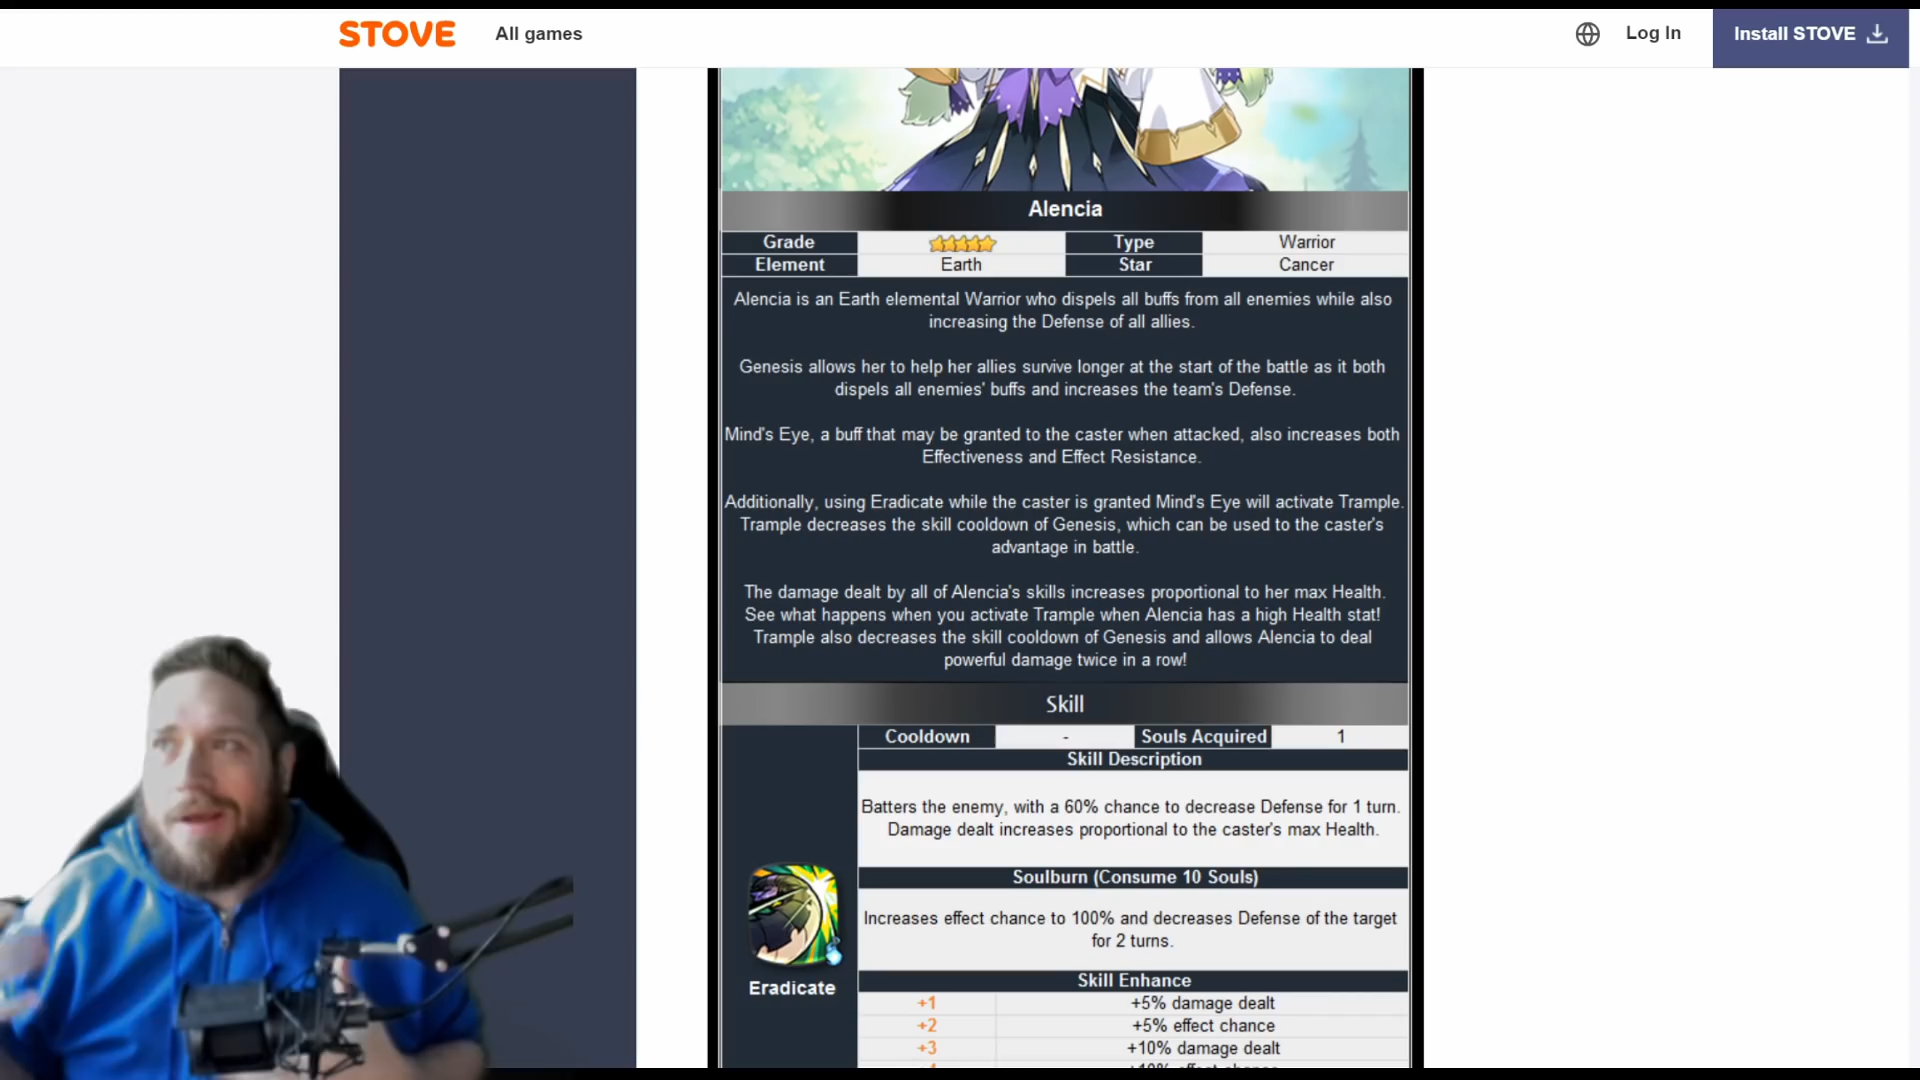 STOVE
All games
Log In
Install STOVE
Alencia
Grade
Type
Warrior
Element
Earth
Star
Cancer
Alencia is an Earth elemental Warrior who dispels all buffs from all enemies while also
increasing the Defense of all allies.
Genesis allows her to help her allies survive longer at the start of the battle as it both
dispels all enemies' buffs and increases the team's Defense.
Mind's Eye, a buff that may be granted to the caster when attacked, also increases both
Effectiveness and Effect Resistance.
Additionally, using Eradicate while the caster is granted Mind's Eye will activate Trample.
Trample decreases the skill cooldown of Genesis, which can be used to the caster's
advantage in battle.
The damage dealt by all of Alencia's skills increases proportional to her max Health.
See what happens when you activate Trample when Alencia has a high Health stat!
Trample also decreases the skill cooldown of Genesis and allows Alencia to deal
powerful damage twice in a row!
Skill
Cooldown
-
Souls Acquired
1
Skill Description
Batters the enemy, with a 60% chance to decrease Defense for 1 turn.
Damage dealt increases proportional to the caster's max Health.
Soulburn (Consume 10 Souls)
Increases effect chance to 100% and decreases Defense of the target
for 2 turns.
Eradicate
Skill Enhance
+1
+5% damage dealt
+2
+5% effect chance
+3
+10% damage dealt